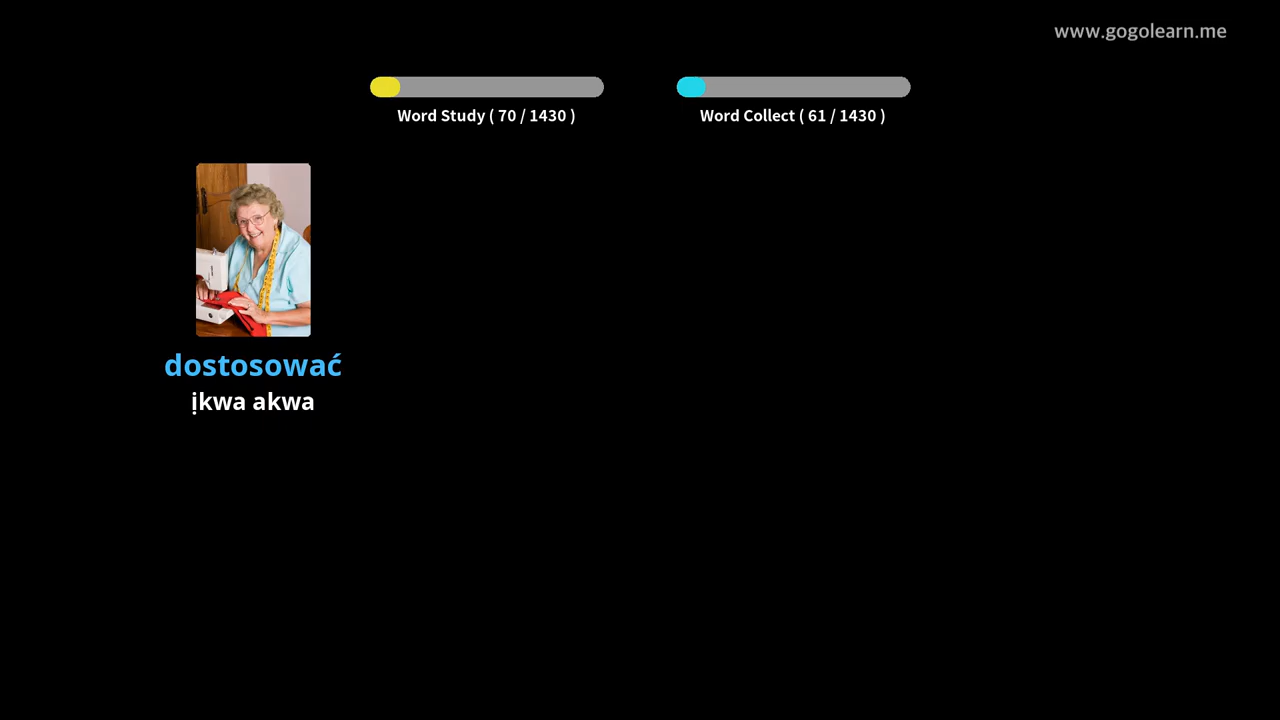 www.gogolearn.me
Word Study ( 70 / 1430 )
Word Collect ( 61 / 1430 )
dostosować
ịkwa akwa